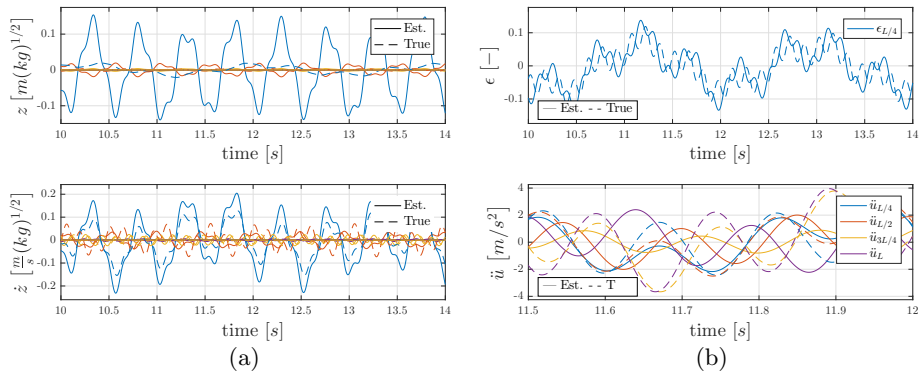 z [m(kg)^{1/2}]
0.1
0
-0.1
Est.
True
10 10.5 11 11.5 12 12.5 13 13.5 14
time [s]
ϵ [−]
0.1
0
-0.1
ϵ_{L/4}
Est. True
10 10.5 11 11.5 12 12.5 13 13.5 14
time [s]
ż [m/s (kg)^{1/2}]
0.2
0.1
0
-0.1
-0.2
Est.
True
10 10.5 11 11.5 12 12.5 13 13.5 14
time [s]
(a)
ü [m/s²]
4
2
0
-2
-4
ü_{L/4}
ü_{L/2}
ü_{3L/4}
ü_L
Est. T
11.5 11.6 11.7 11.8 11.9 12
time [s]
(b)